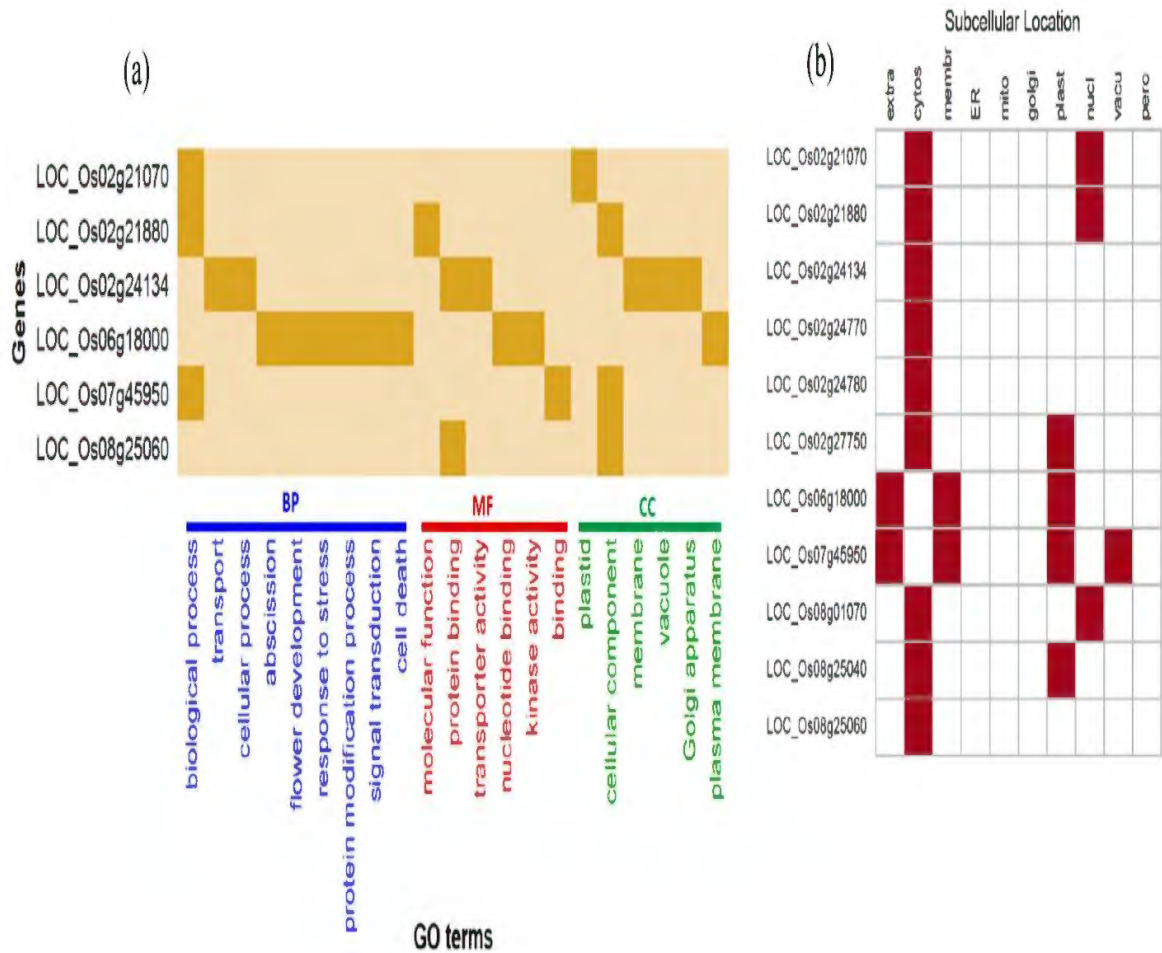 (a)
Genes
LOC_Os02g21070
LOC_Os02g21880
LOC_Os02g24134
LOC_Os06g18000
LOC_Os07g45950
LOC_Os08g25060
BP
MF
CC
biological process
transport
cellular process
abscission
flower development
response to stress
protein modification process
signal transduction
cell death
molecular function
protein binding
transporter activity
nucleotide binding
kinase activity
binding
plastid
cellular component
membrane
vacuole
Golgi apparatus
plasma membrane
GO terms
(b)
Subcellular Location
extra
cytos
membr
ER
mito
golgi
plast
nucl
vacu
pero
LOC_Os02g21070
LOC_Os02g21880
LOC_Os02g24134
LOC_Os02g24770
LOC_Os02g24780
LOC_Os02g27750
LOC_Os06g18000
LOC_Os07g45950
LOC_Os08g01070
LOC_Os08g25040
LOC_Os08g25060